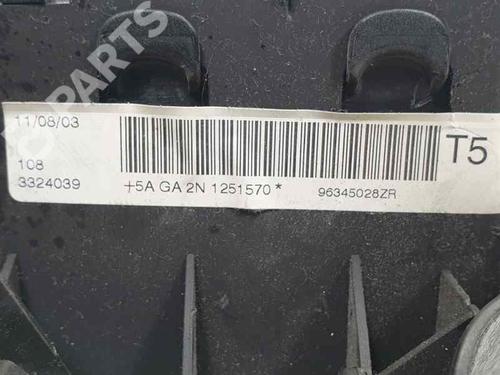 PARTS
11/08/03
108
3324039
+5A GA 2N 1251570*
96345028ZR
T5